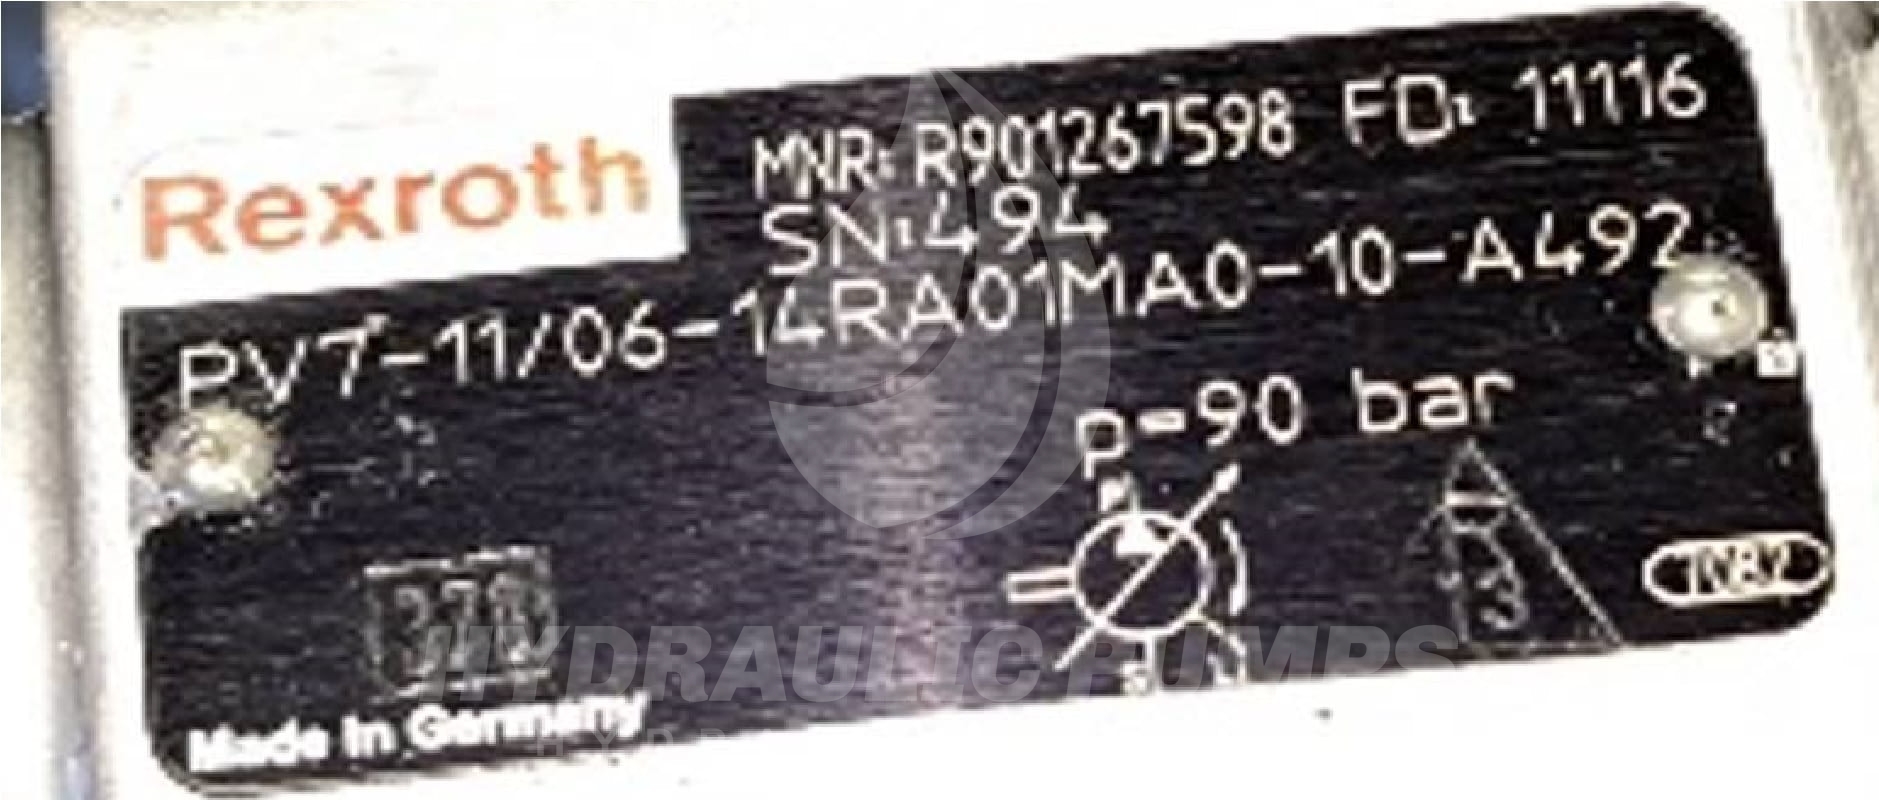 Rexroth
MNR: R901267598 FD: 11116
SN: 494
PV7-11/06-14RA01MA0-10-A492
p=90 bar
13
HYDRAULIC PUMPS
Made in Germany